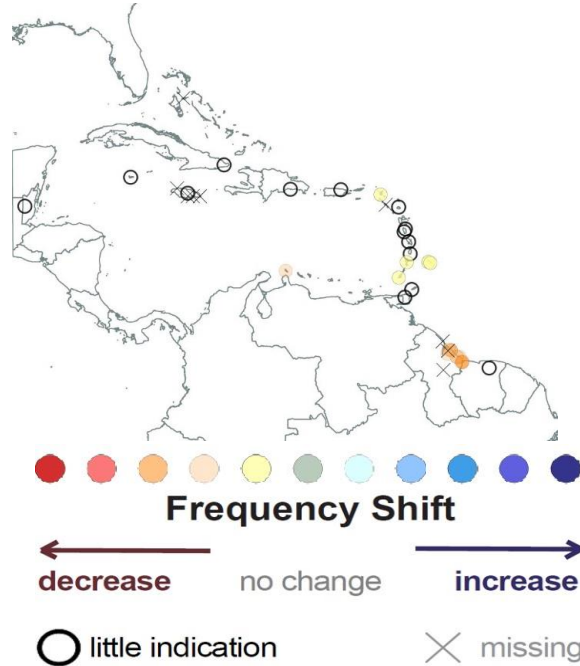 Frequency Shift
decrease no change increase
little indication missing